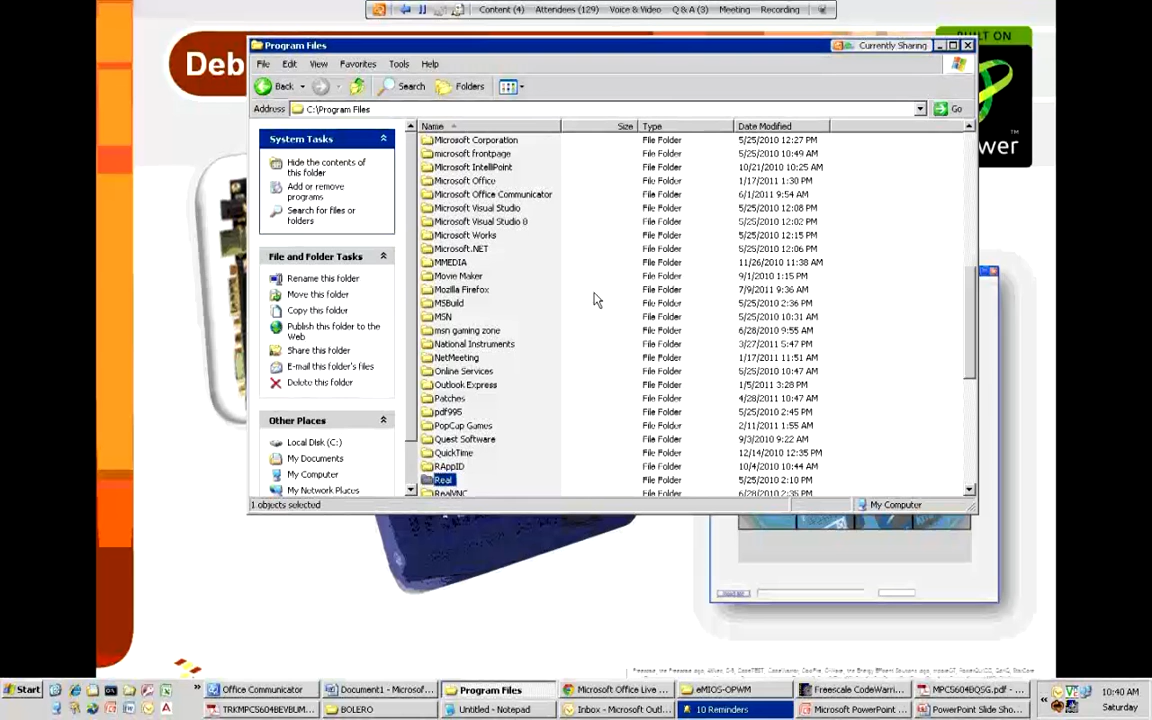 Content (4) Attendees (129) Voice & Video Q & A (3) Meeting Recording
BUILT ON
Deb
wer
Program Files
Currently Sharing
File Edit View Favorites Tools Help
Back Search Folders
Address C:\Program Files Go
System Tasks
Hide the contents of
this folder
Add or remove
programs
Search for files or
folders
File and Folder Tasks
Rename this folder
Move this folder
Copy this folder
Publish this folder to the
Web
Share this folder
E-mail this folder's files
Delete this folder
Other Places
Local Disk (C:)
My Documents
My Computer
My Network Places
Name Size Type Date Modified
Microsoft Corporation File Folder 5/25/2010 12:27 PM
microsoft frontpage File Folder 5/25/2010 10:49 AM
Microsoft IntelliPoint File Folder 10/21/2010 10:25 AM
Microsoft Office File Folder 1/17/2011 1:30 PM
Microsoft Office Communicator File Folder 6/1/2011 9:54 AM
Microsoft Visual Studio File Folder 5/25/2010 12:08 PM
Microsoft Visual Studio 8 File Folder 5/25/2010 12:02 PM
Microsoft Works File Folder 5/25/2010 12:15 PM
Microsoft.NET File Folder 5/25/2010 12:06 PM
MMEDIA File Folder 11/26/2010 11:38 AM
Movie Maker File Folder 9/1/2010 1:15 PM
Mozilla Firefox File Folder 7/9/2011 9:36 AM
MSBuild File Folder 5/25/2010 2:36 PM
MSN File Folder 5/25/2010 10:31 AM
msn gaming zone File Folder 6/28/2010 9:55 AM
National Instruments File Folder 3/27/2011 5:47 PM
NetMeeting File Folder 1/17/2011 11:51 AM
Online Services File Folder 5/25/2010 10:47 AM
Outlook Express File Folder 1/5/2011 3:28 PM
Patches File Folder 4/28/2011 10:47 AM
pdf995 File Folder 5/25/2010 2:45 PM
PopCap Games File Folder 2/11/2011 1:55 AM
Quest Software File Folder 9/3/2010 9:22 AM
QuickTime File Folder 12/14/2010 12:35 PM
RAppID File Folder 10/4/2010 10:44 AM
Real File Folder 5/25/2010 2:10 PM
RealVNC File Folder 6/28/2010 2:35 PM
1 objects selected My Computer
Start Office Communicator Document1 - Microsof... Program Files Microsoft Office Live ... eMIOS-OPWM Freescale CodeWarri... MPC5604BQSG.pdf - ... 10:40 AM
TRKMPC5604BEVBUM... BOLERO Untitled - Notepad Inbox - Microsoft Outl... 10 Reminders Microsoft PowerPoint ... PowerPoint Slide Sho... Saturday